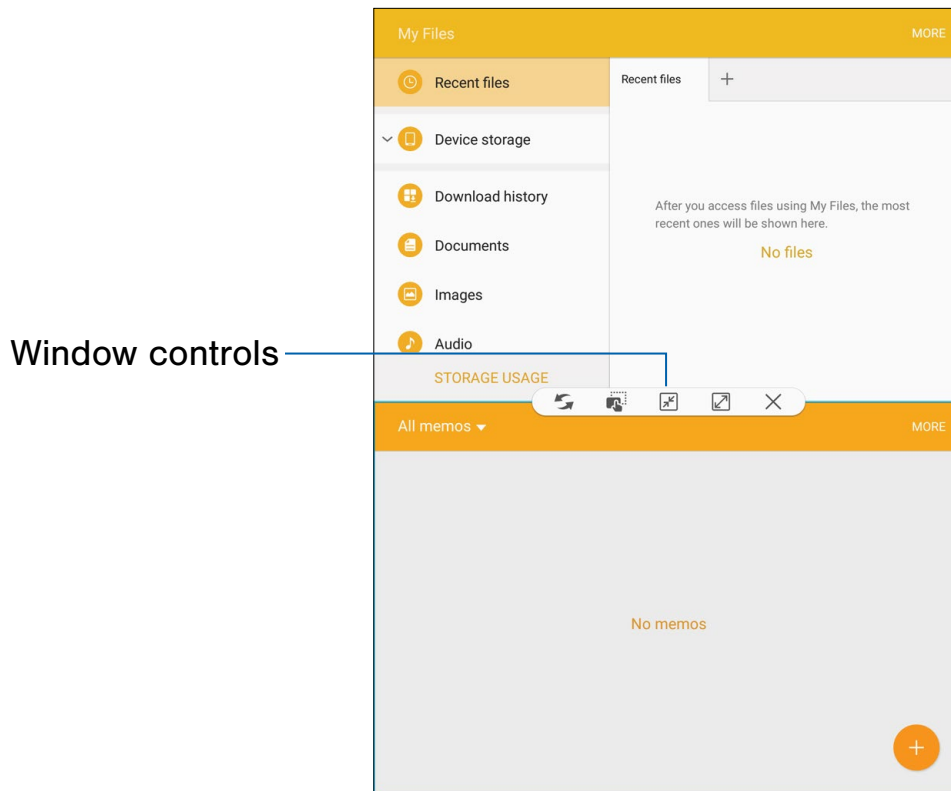 My Files
MORE
Recent files
Device storage
Download history
Documents
Images
Audio
STORAGE USAGE
Recent files
After you access files using My Files, the most
recent ones will be shown here.
No files
Window controls
All memos
MORE
No memos